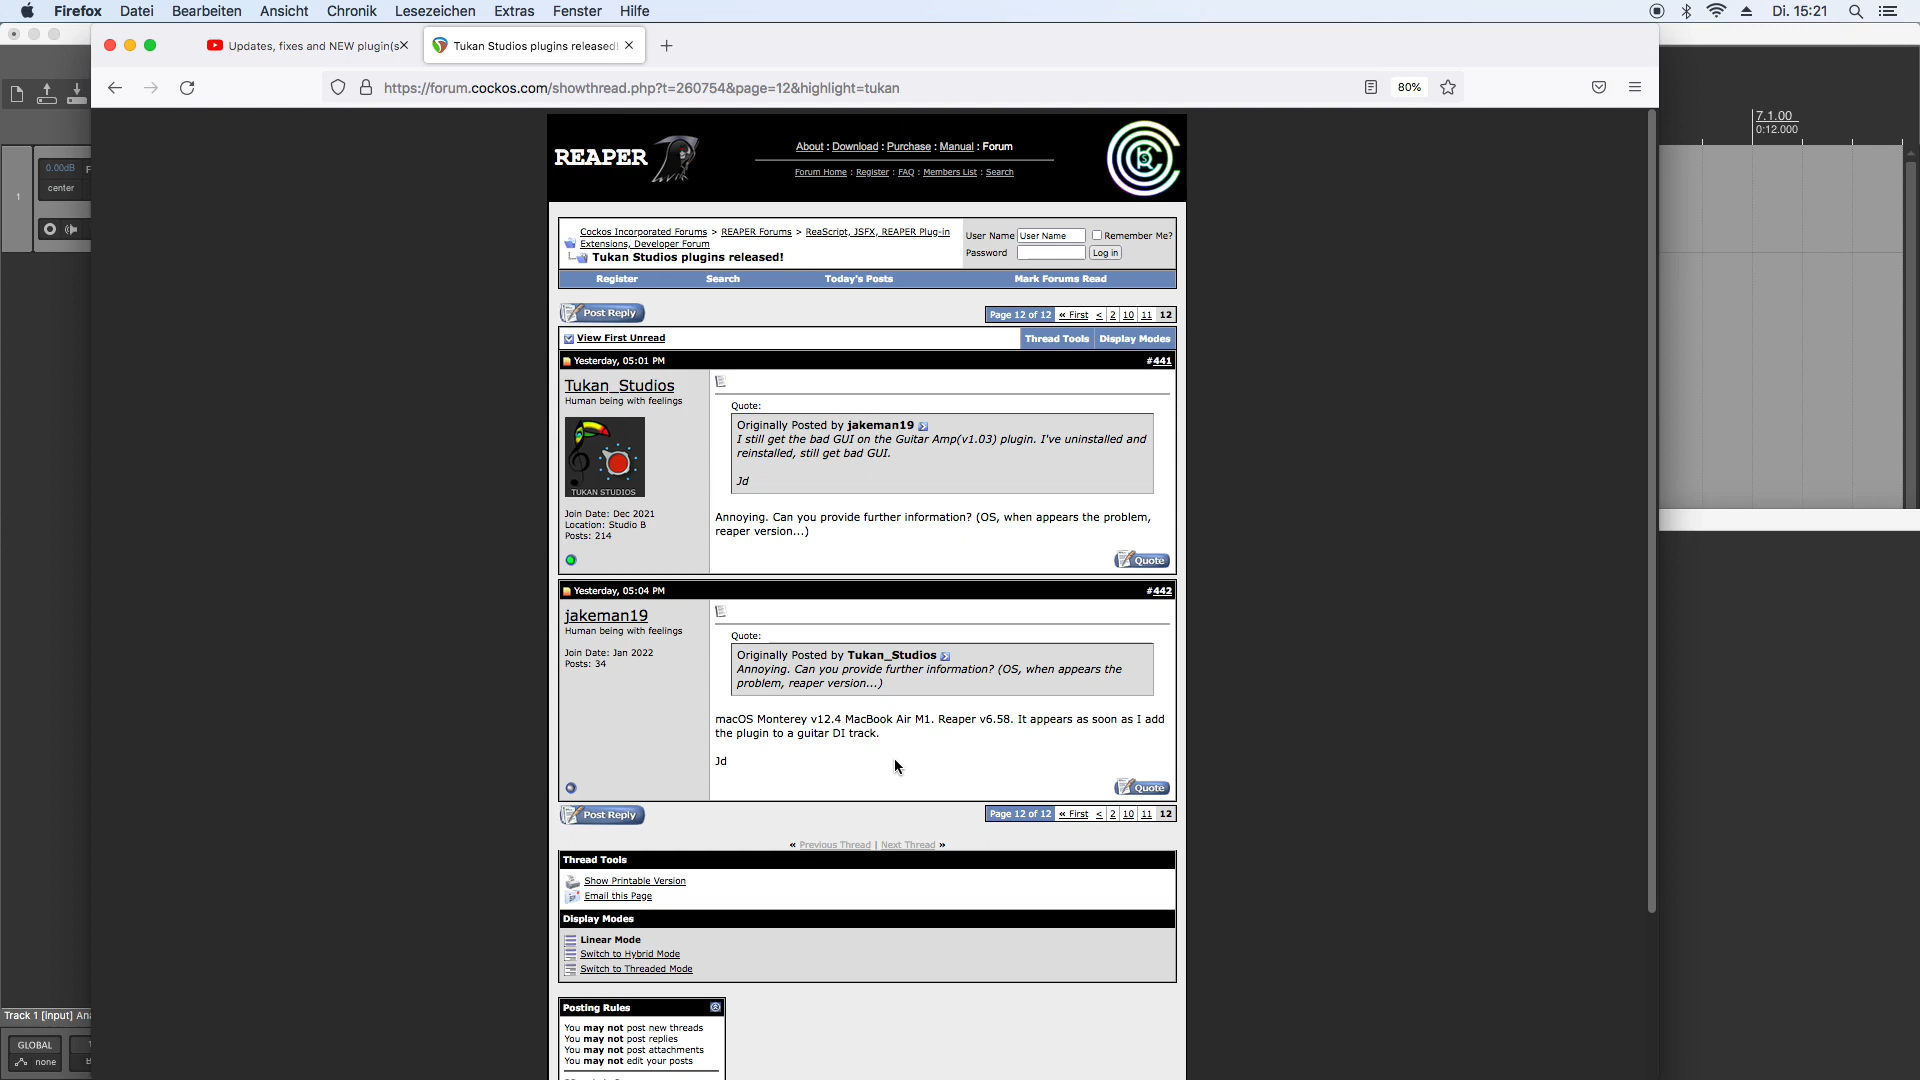 Firefox Datei Bearbeiten Ansicht Chronik Lesezeichen Extras Fenster Hilfe Di. 15:21
Updates, fixes and NEW plugin(s
Tukan Studios plugins released!
https://forum.cockos.com/showthread.php?t=260754&page=12&highlight=tukan 80%
7.1.00
0:12.000
0.00dB F
center
1
REAPER
About : Download : Purchase : Manual : Forum
Forum Home : Register : FAQ : Members List : Search
Cockos Incorporated Forums > REAPER Forums > ReaScript, JSFX, REAPER Plug-in
Extensions, Developer Forum
Tukan Studios plugins released!
User Name User Name Remember Me?
Password Log in
Register Search Today's Posts Mark Forums Read
Post Reply
Page 12 of 12 « First < 2 10 11 12
View First Unread Thread Tools Display Modes
Yesterday, 05:01 PM #441
Tukan_Studios
Human being with feelings
TUKAN STUDIOS
Join Date: Dec 2021
Location: Studio B
Posts: 214
Quote:
Originally Posted by jakeman19
I still get the bad GUI on the Guitar Amp(v1.03) plugin. I've uninstalled and
reinstalled, still get bad GUI.
Jd
Annoying. Can you provide further information? (OS, when appears the problem,
reaper version...)
Quote
Yesterday, 05:04 PM #442
jakeman19
Human being with feelings
Join Date: Jan 2022
Posts: 34
Quote:
Originally Posted by Tukan_Studios
Annoying. Can you provide further information? (OS, when appears the
problem, reaper version...)
macOS Monterey v12.4 MacBook Air M1. Reaper v6.58. It appears as soon as I add
the plugin to a guitar DI track.
Jd
Quote
Post Reply
Page 12 of 12 « First < 2 10 11 12
« Previous Thread | Next Thread »
Thread Tools
Show Printable Version
Email this Page
Display Modes
Linear Mode
Switch to Hybrid Mode
Switch to Threaded Mode
Posting Rules
You may not post new threads
You may not post replies
You may not post attachments
You may not edit your posts
Track 1 [input] An
GLOBAL 1
none